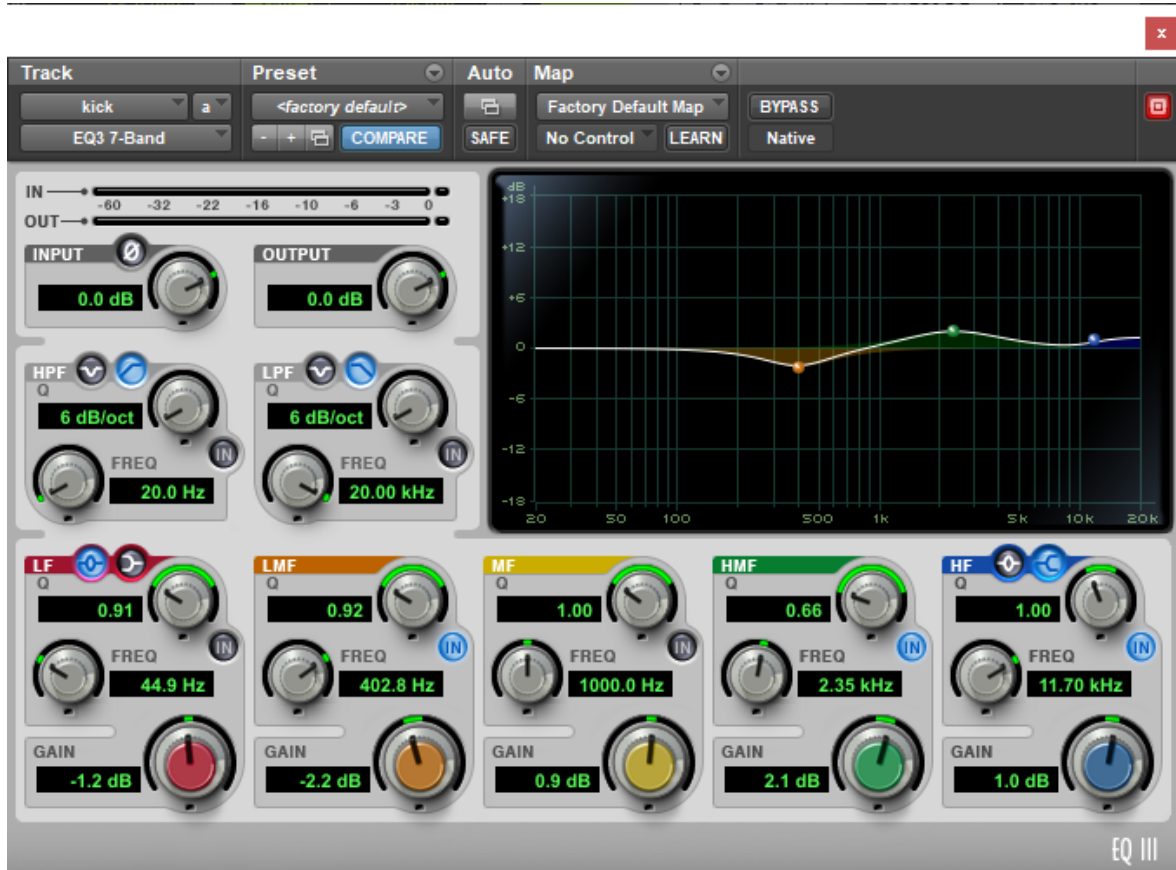 x
Track Preset Auto Map
kick a <factory default> Factory Default Map BYPASS
EQ3 7-Band - + COMPARE SAFE No Control LEARN Native
IN
-60 -32 -22 -16 -10 -6 -3 0
OUT
INPUT Ø OUTPUT
0.0 dB 0.0 dB
HPF LPF
Q Q
6 dB/oct 6 dB/oct
IN IN
FREQ FREQ
20.0 Hz 20.00 kHz
dB
+18
+12
+6
0
-6
-12
-18
20 50 100 500 1k 5k 10k 20k
LF LMF MF HMF HF
Q Q Q Q Q
0.91 0.92 1.00 0.66 1.00
IN IN IN IN IN
FREQ FREQ FREQ FREQ FREQ
44.9 Hz 402.8 Hz 1000.0 Hz 2.35 kHz 11.70 kHz
GAIN GAIN GAIN GAIN GAIN
-1.2 dB -2.2 dB 0.9 dB 2.1 dB 1.0 dB
EQ III